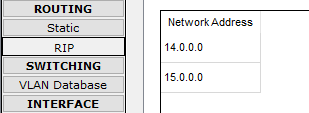 ROUTING
Static
RIP
SWITCHING
VLAN Database
INTERFACE
Network Address
14.0.0.0
15.0.0.0